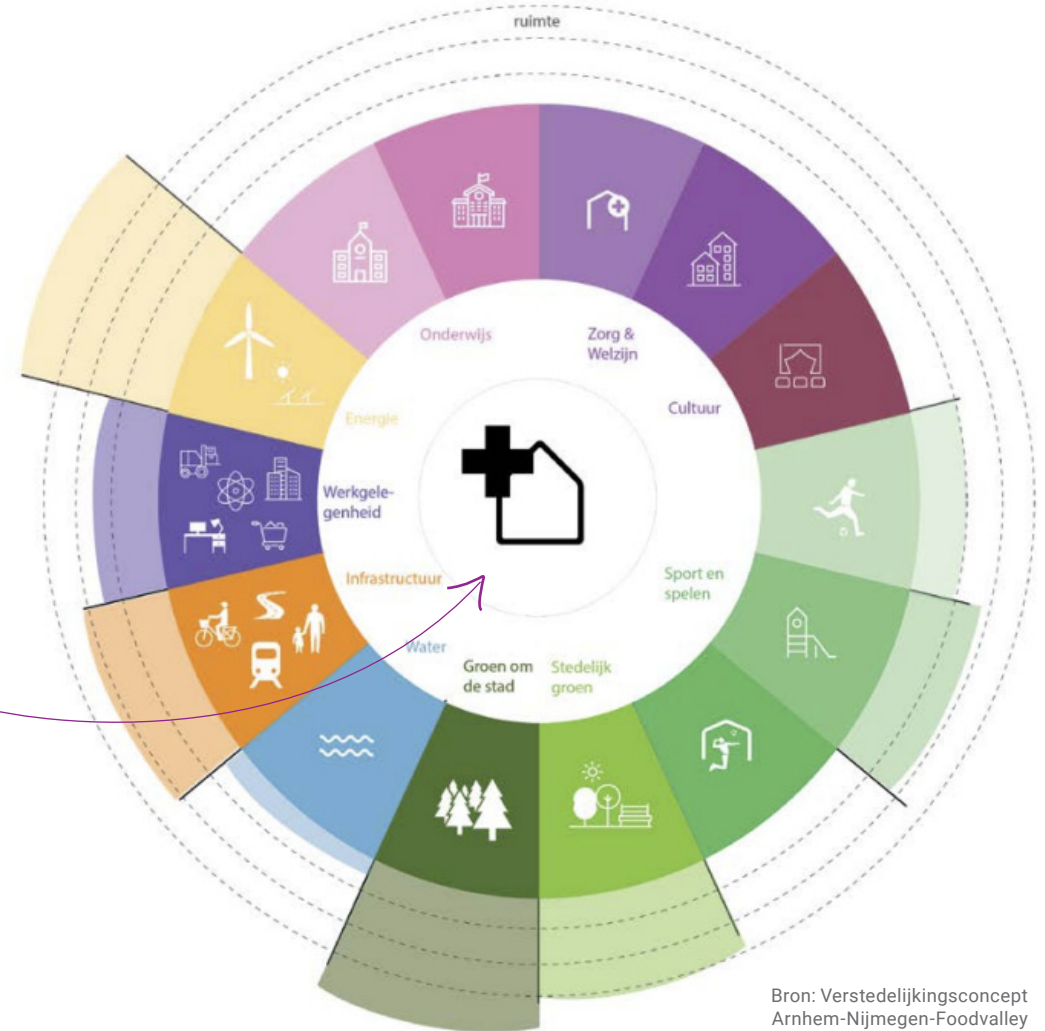 ruimte
Onderwijs
Zorg &
Welzijn
Cultuur
Energie
Werkgele-
genheid
Infrastructuur
Sport en
spelen
Water
Groen om
de stad
Stedelijk
groen
Bron: Verstedelijkingsconcept
Arnhem-Nijmegen-Foodvalley